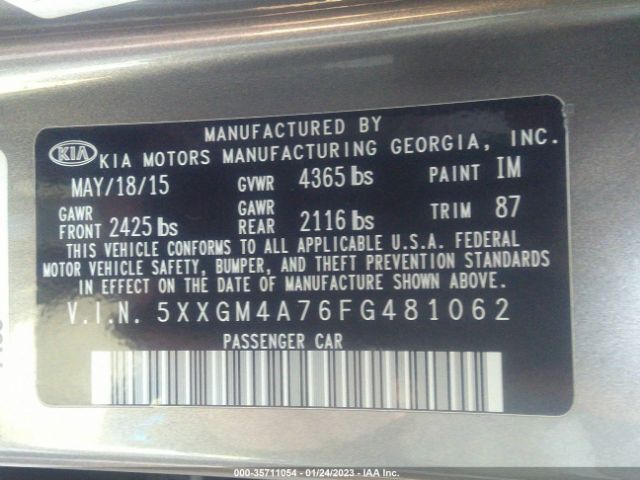 MANUFACTURED BY
KIA KIA MOTORS MANUFACTURING GEORGIA, INC.
MAY/18/15 GVWR 4365 lbs PAINT IM
GAWR FRONT 2425 lbs GAWR REAR 2116 lbs TRIM 87
THIS VEHICLE CONFORMS TO ALL APPLICABLE U.S.A. FEDERAL
MOTOR VEHICLE SAFETY, BUMPER, AND THEFT PREVENTION STANDARDS
IN EFFECT ON THE DATE OF MANUFACTURE SHOWN ABOVE.
V.I.N. 5XXGM4A76FG481062
PASSENGER CAR
000-35711054 - 01/24/2023 - IAA Inc.